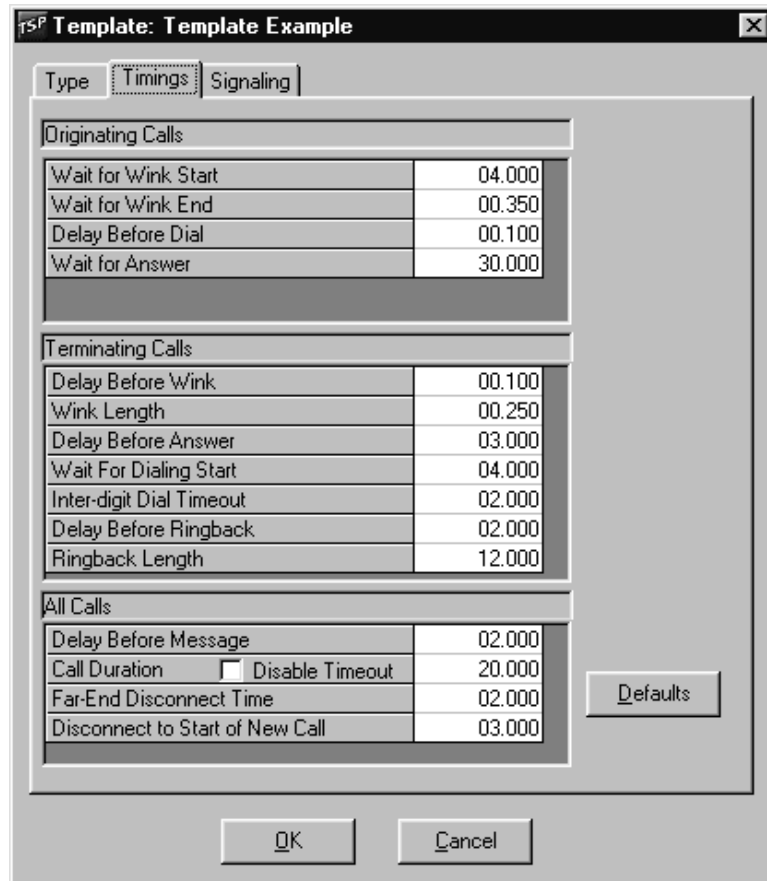 TSP Template: Template Example
Type Timings Signaling
Originating Calls
Wait for Wink Start 04.000
Wait for Wink End 00.350
Delay Before Dial 00.100
Wait for Answer 30.000
Terminating Calls
Delay Before Wink 00.100
Wink Length 00.250
Delay Before Answer 03.000
Wait For Dialing Start 04.000
Inter-digit Dial Timeout 02.000
Delay Before Ringback 02.000
Ringback Length 12.000
All Calls
Delay Before Message 02.000
Call Duration Disable Timeout 20.000
Far-End Disconnect Time 02.000
Disconnect to Start of New Call 03.000
Defaults
OK Cancel